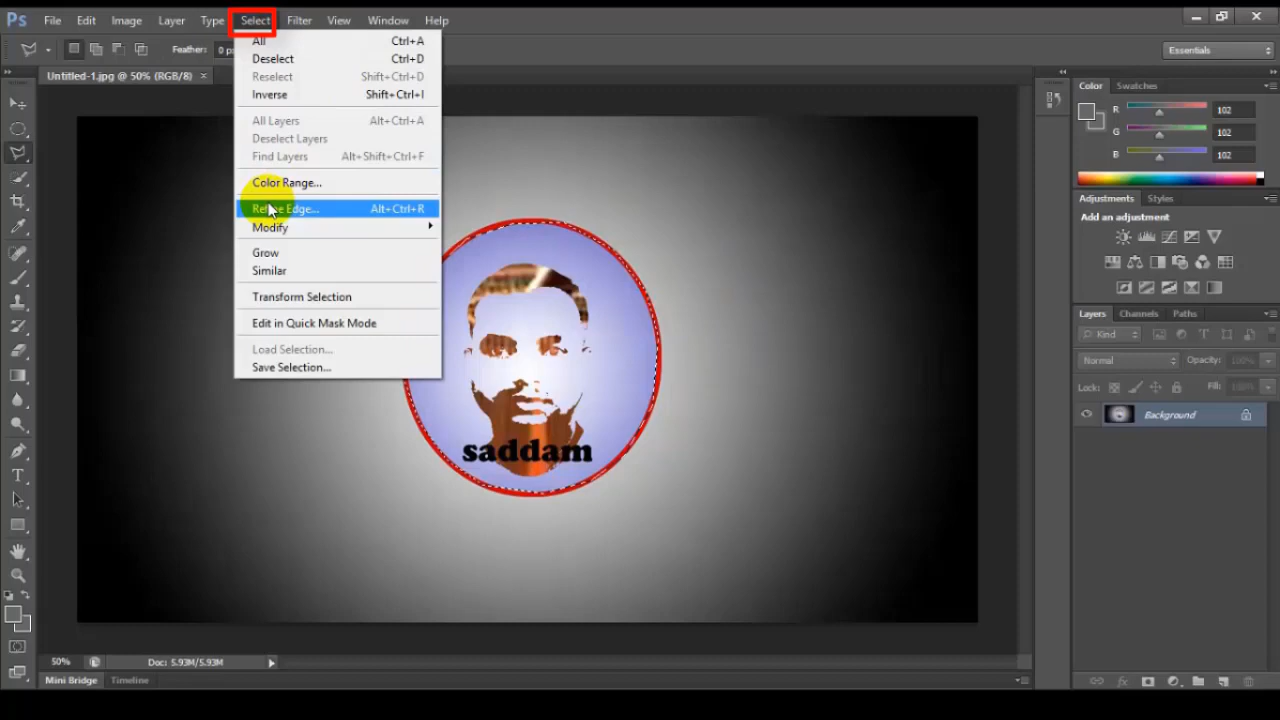 Ps File Edit Image Layer Type Select Filter View Window Help
Feather: 0 Essentials
Untitled-1.jpg @ 50% (RGB/8) ×
All Ctrl+A
Deselect Ctrl+D
Reselect Shift+Ctrl+D
Inverse Shift+Ctrl+I
All Layers Alt+Ctrl+A
Deselect Layers
Find Layers Alt+Shift+Ctrl+F
Color Range...
Refine Edge... Alt+Ctrl+R
Modify
Grow
Similar
Transform Selection
Edit in Quick Mask Mode
Load Selection...
Save Selection...
saddam
Color Swatches
R 102
G 102
B 102
Adjustments Styles
Add an adjustment
Layers Channels Paths
Kind
Normal Opacity: 100%
Lock: Fill: 100%
Background
50% Doc: 5.93M/5.93M
Mini Bridge Timeline